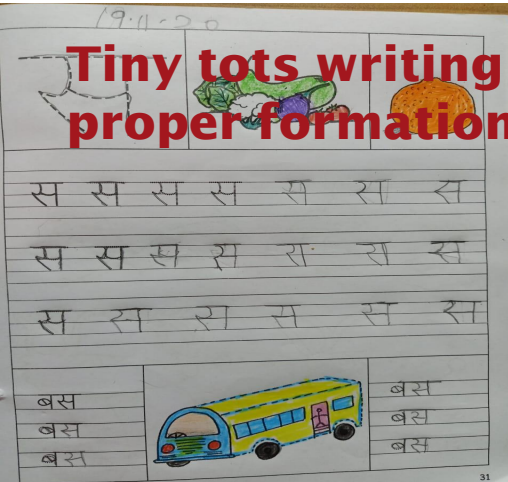 19.11.20
Tiny tots writing
proper formation
स स स स स स स
स स स स स स स
स स स स स स
बस
बस
बस
बस
बस
बस
31